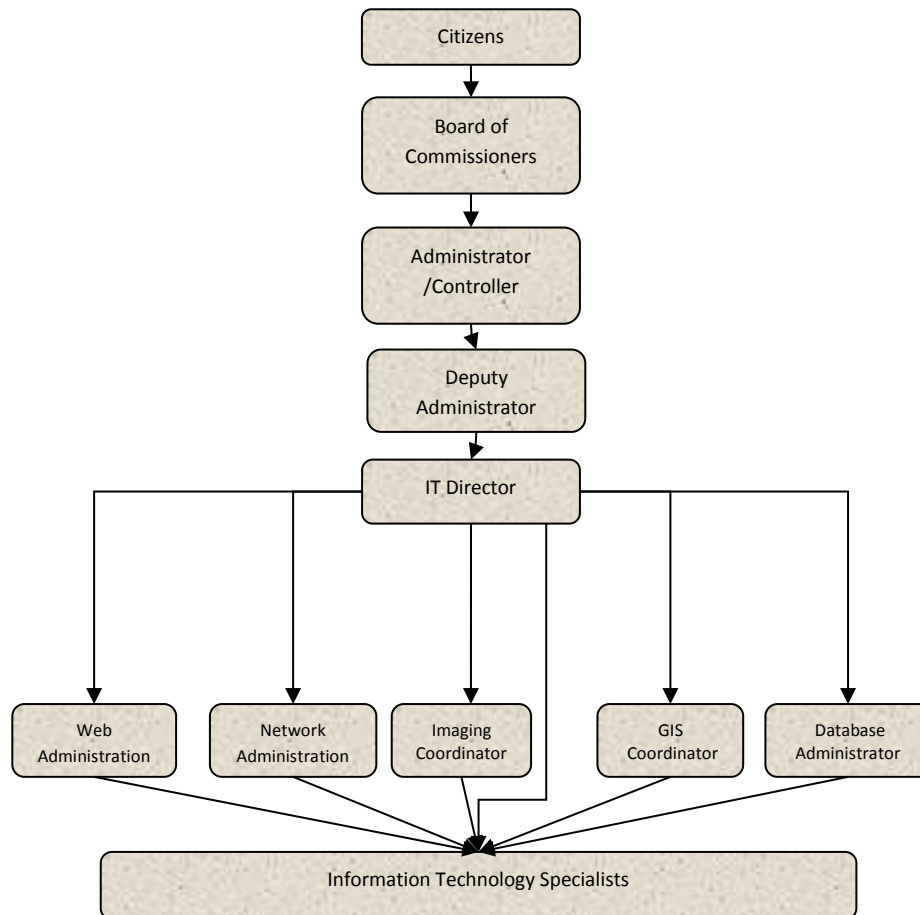 Citizens
Board of
Commissioners
Administrator
/Controller
Deputy
Administrator
IT Director
Web
Administration
Network
Administration
Imaging
Coordinator
GIS
Coordinator
Database
Administrator
Information Technology Specialists